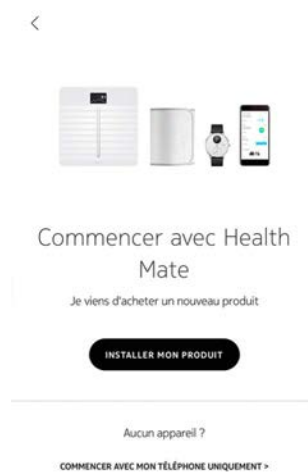 Commencer avec Health
Mate
Je viens d'acheter un nouveau produit
INSTALLER MON PRODUIT
Aucun appareil ?
COMMENCER AVEC MON TÉLÉPHONE UNIQUEMENT >